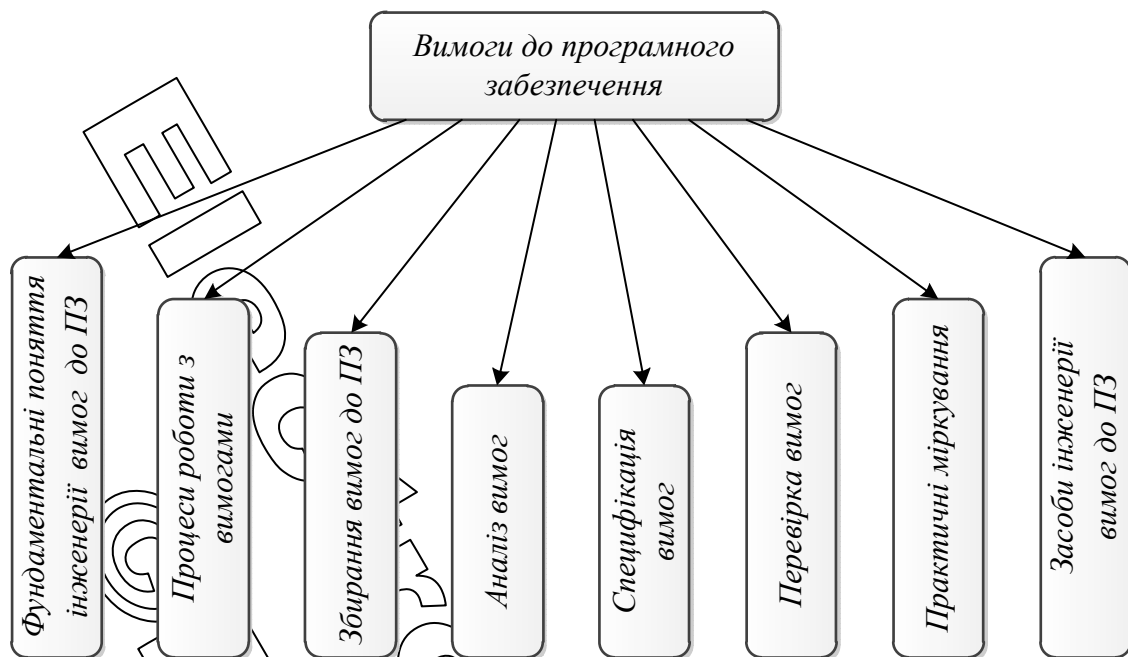 Вимоги до програмного
забезпечення
Фундаментальні поняття
інженерії вимог до ПЗ
Процеси роботи з
вимогами
Збирання вимог до ПЗ
Аналіз вимог
Специфікація
вимог
Перевірка вимог
Практичні міркування
Засоби інженерії
вимог до ПЗ